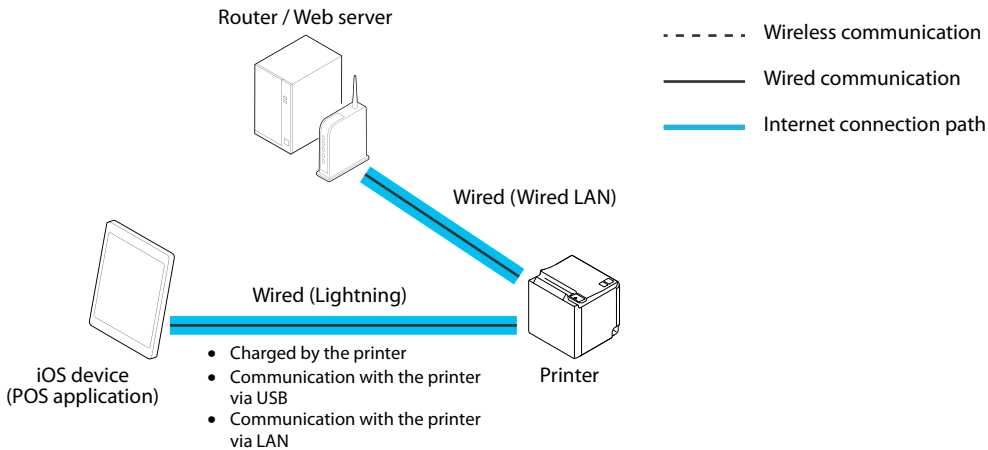 Router / Web server
Wireless communication
Wired communication
Internet connection path
Wired (Wired LAN)
Wired (Lightning)
• Charged by the printer
• Communication with the printer
via USB
• Communication with the printer
via LAN
iOS device
(POS application)
Printer